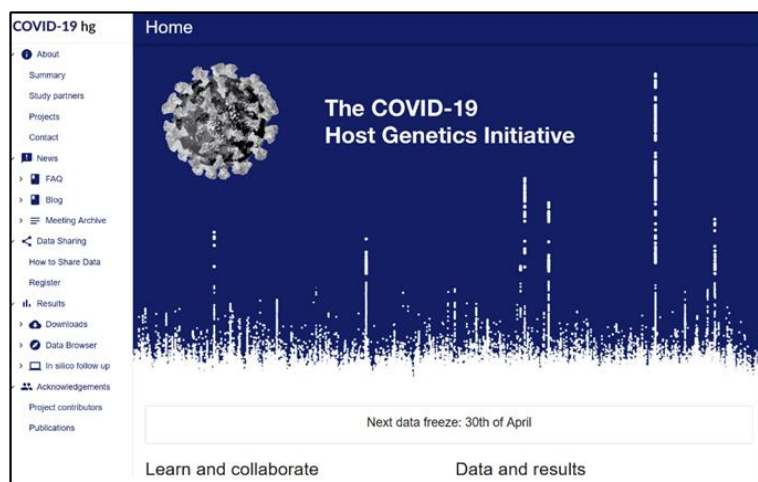 COVID-19 hg
Home
About
Summary
Study partners
Projects
Contact
News
FAQ
Blog
Meeting Archive
Data Sharing
How to Share Data
Register
Results
Downloads
Data Browser
In silico follow up
Acknowledgements
Project contributors
Publications
The COVID-19
Host Genetics Initiative
Next data freeze: 30th of April
Learn and collaborate
Data and results